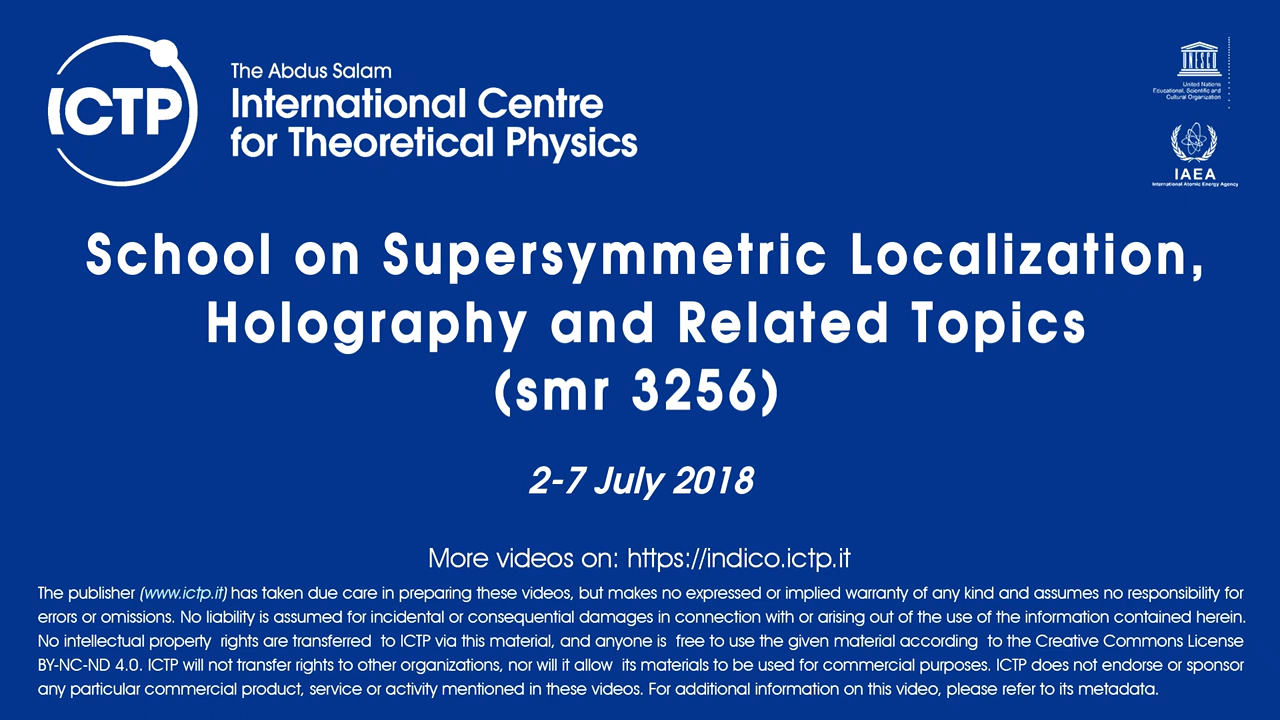 ICTP
The Abdus Salam
International Centre
for Theoretical Physics
UNESCO
United Nations
Educational, Scientific and
Cultural Organization
IAEA
International Atomic Energy Agency
School on Supersymmetric Localization,
Holography and Related Topics
(smr 3256)
2-7 July 2018
More videos on: https://indico.ictp.it
The publisher (www.ictp.it) has taken due care in preparing these videos, but makes no expressed or implied warranty of any kind and assumes no responsibility for
errors or omissions. No liability is assumed for incidental or consequential damages in connection with or arising out of the use of the information contained herein.
No intellectual property rights are transferred to ICTP via this material, and anyone is free to use the given material according to the Creative Commons License
BY-NC-ND 4.0. ICTP will not transfer rights to other organizations, nor will it allow its materials to be used for commercial purposes. ICTP does not endorse or sponsor
any particular commercial product, service or activity mentioned in these videos. For additional information on this video, please refer to its metadata.